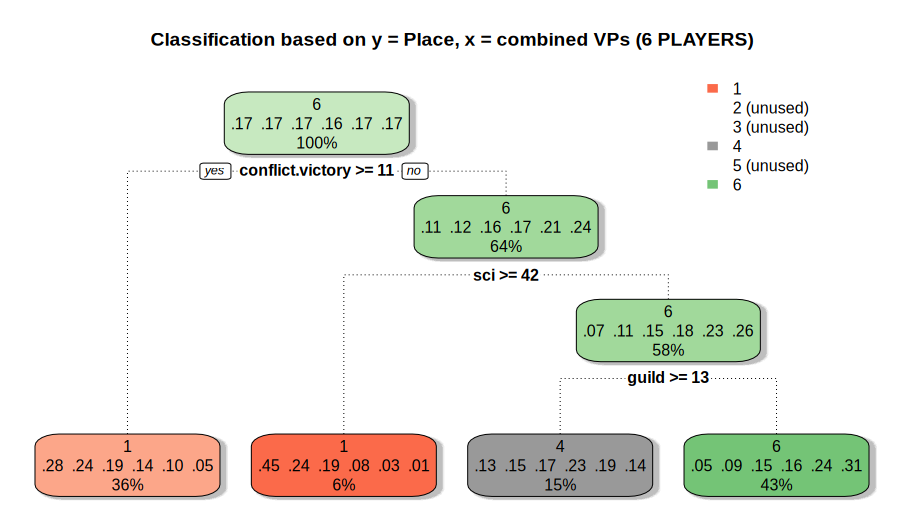 Classification based on y = Place, x = combined VPs (6 PLAYERS)
1
2 (unused)
3 (unused)
4
5 (unused)
6
6
.17 .17 .17 .16 .17 .17
100%
yes conflict.victory >= 11 no
6
.11 .12 .16 .17 .21 .24
64%
sci >= 42
6
.07 .11 .15 .18 .23 .26
58%
guild >= 13
1
.28 .24 .19 .14 .10 .05
36%
1
.45 .24 .19 .08 .03 .01
6%
4
.13 .15 .17 .23 .19 .14
15%
6
.05 .09 .15 .16 .24 .31
43%